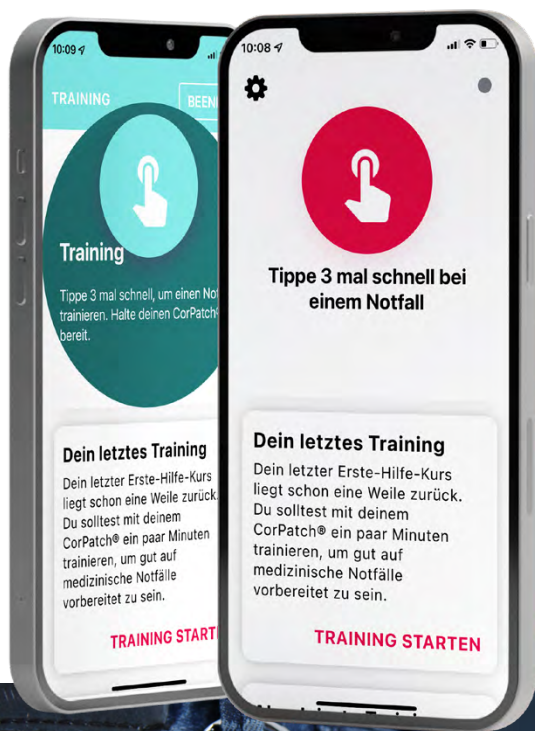 10:09
TRAINING
Training
Tippe 3 mal schnell, um einen
trainieren. Halte deinen
bereit.
Dein letztes Training
Dein letzter Erste-Hilfe-Kurs
liegt schon eine Weile zurück.
Du solltest mit deinem
CorPatch® ein paar Minuten
trainieren, um gut auf
medizinische Notfälle
vorbereitet zu sein.
TRAINING
10:08
Tippe 3 mal schnell bei
einem Notfall
Dein letztes Training
Dein letzter Erste-Hilfe-Kurs
liegt schon eine Weile zurück.
Du solltest mit deinem
CorPatch® ein paar Minuten
trainieren, um gut auf
medizinische Notfälle
vorbereitet zu sein.
TRAINING STARTEN